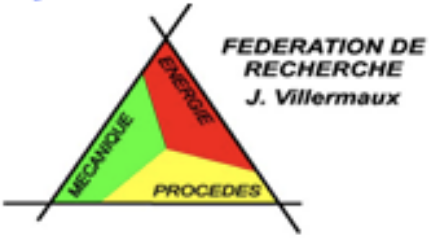 FEDERATION DE
RECHERCHE
J. Villermaux
ENERGIE
MECANIQUE
PROCEDES